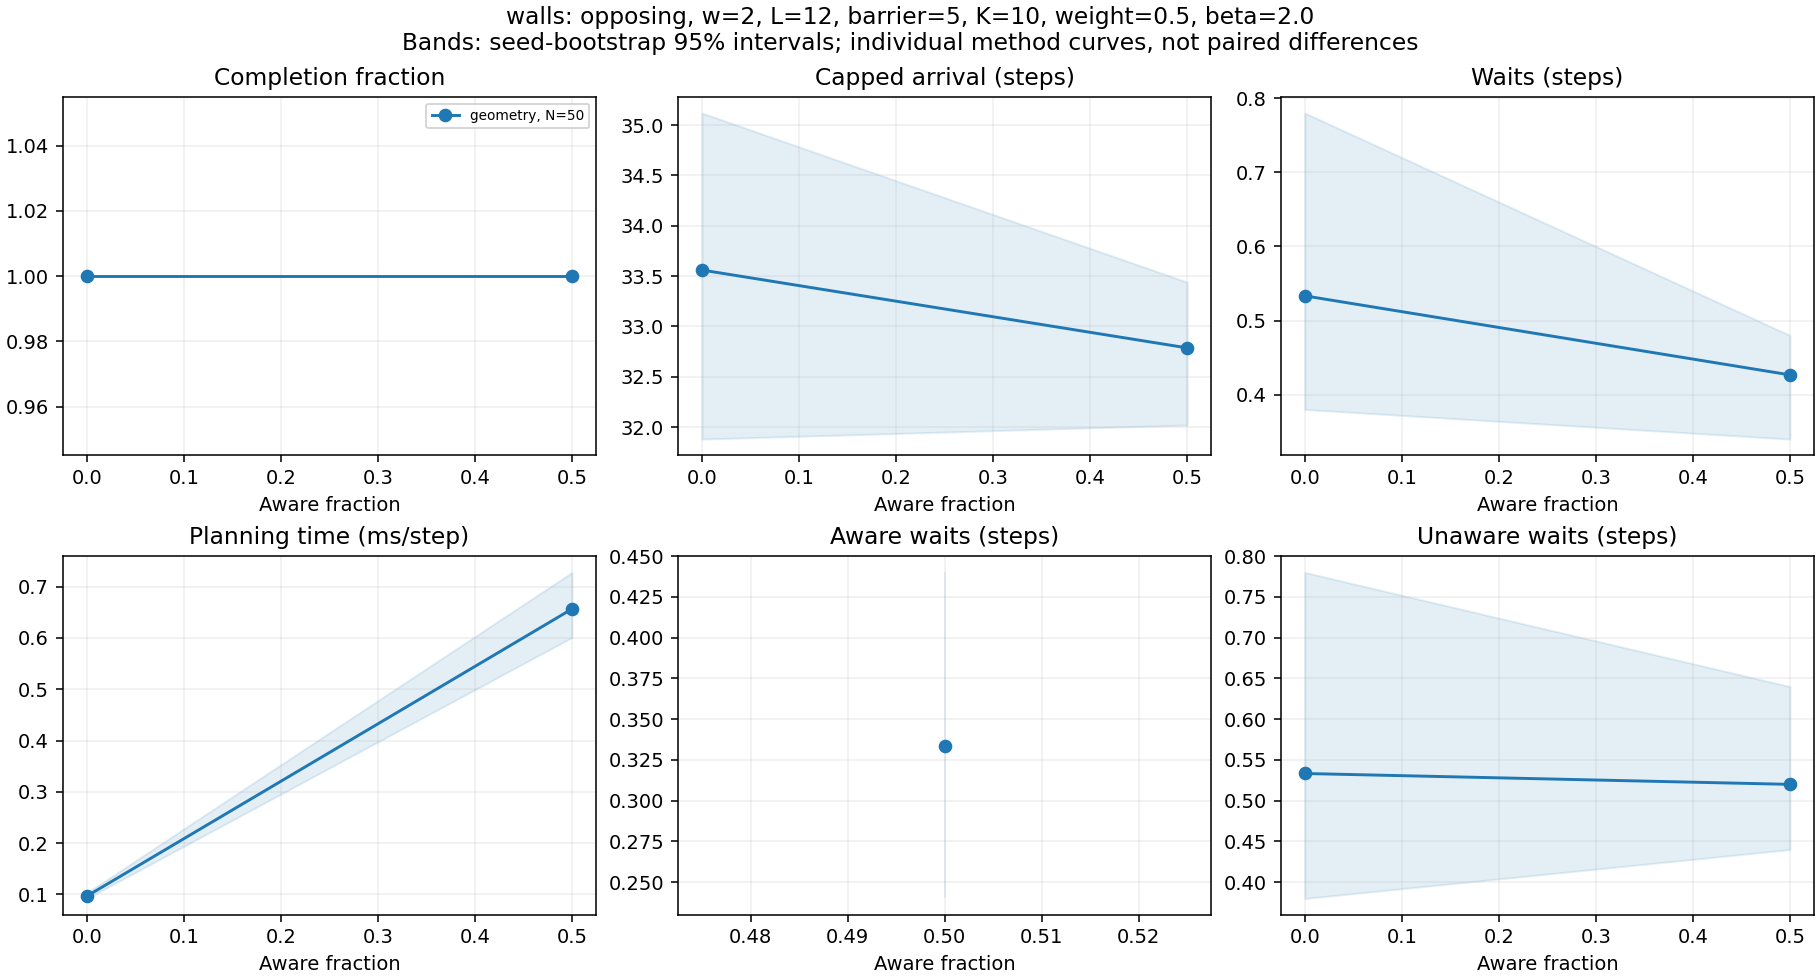 walls: opposing, w=2, L=12, barrier=5, K=10, weight=0.5, beta=2.0
Bands: seed-bootstrap 95% intervals; individual method curves, not paired differences
Completion fraction
geometry, N=50
1.04
1.02
1.00
0.98
0.96
0.0 0.1 0.2 0.3 0.4 0.5
Aware fraction
Capped arrival (steps)
35.0
34.5
34.0
33.5
33.0
32.5
32.0
0.0 0.1 0.2 0.3 0.4 0.5
Aware fraction
Waits (steps)
0.8
0.7
0.6
0.5
0.4
0.0 0.1 0.2 0.3 0.4 0.5
Aware fraction
Planning time (ms/step)
0.7
0.6
0.5
0.4
0.3
0.2
0.1
0.0 0.1 0.2 0.3 0.4 0.5
Aware fraction
Aware waits (steps)
0.450
0.425
0.400
0.375
0.350
0.325
0.300
0.275
0.250
0.48 0.49 0.50 0.51 0.52
Aware fraction
Unaware waits (steps)
0.80
0.75
0.70
0.65
0.60
0.55
0.50
0.45
0.40
0.0 0.1 0.2 0.3 0.4 0.5
Aware fraction